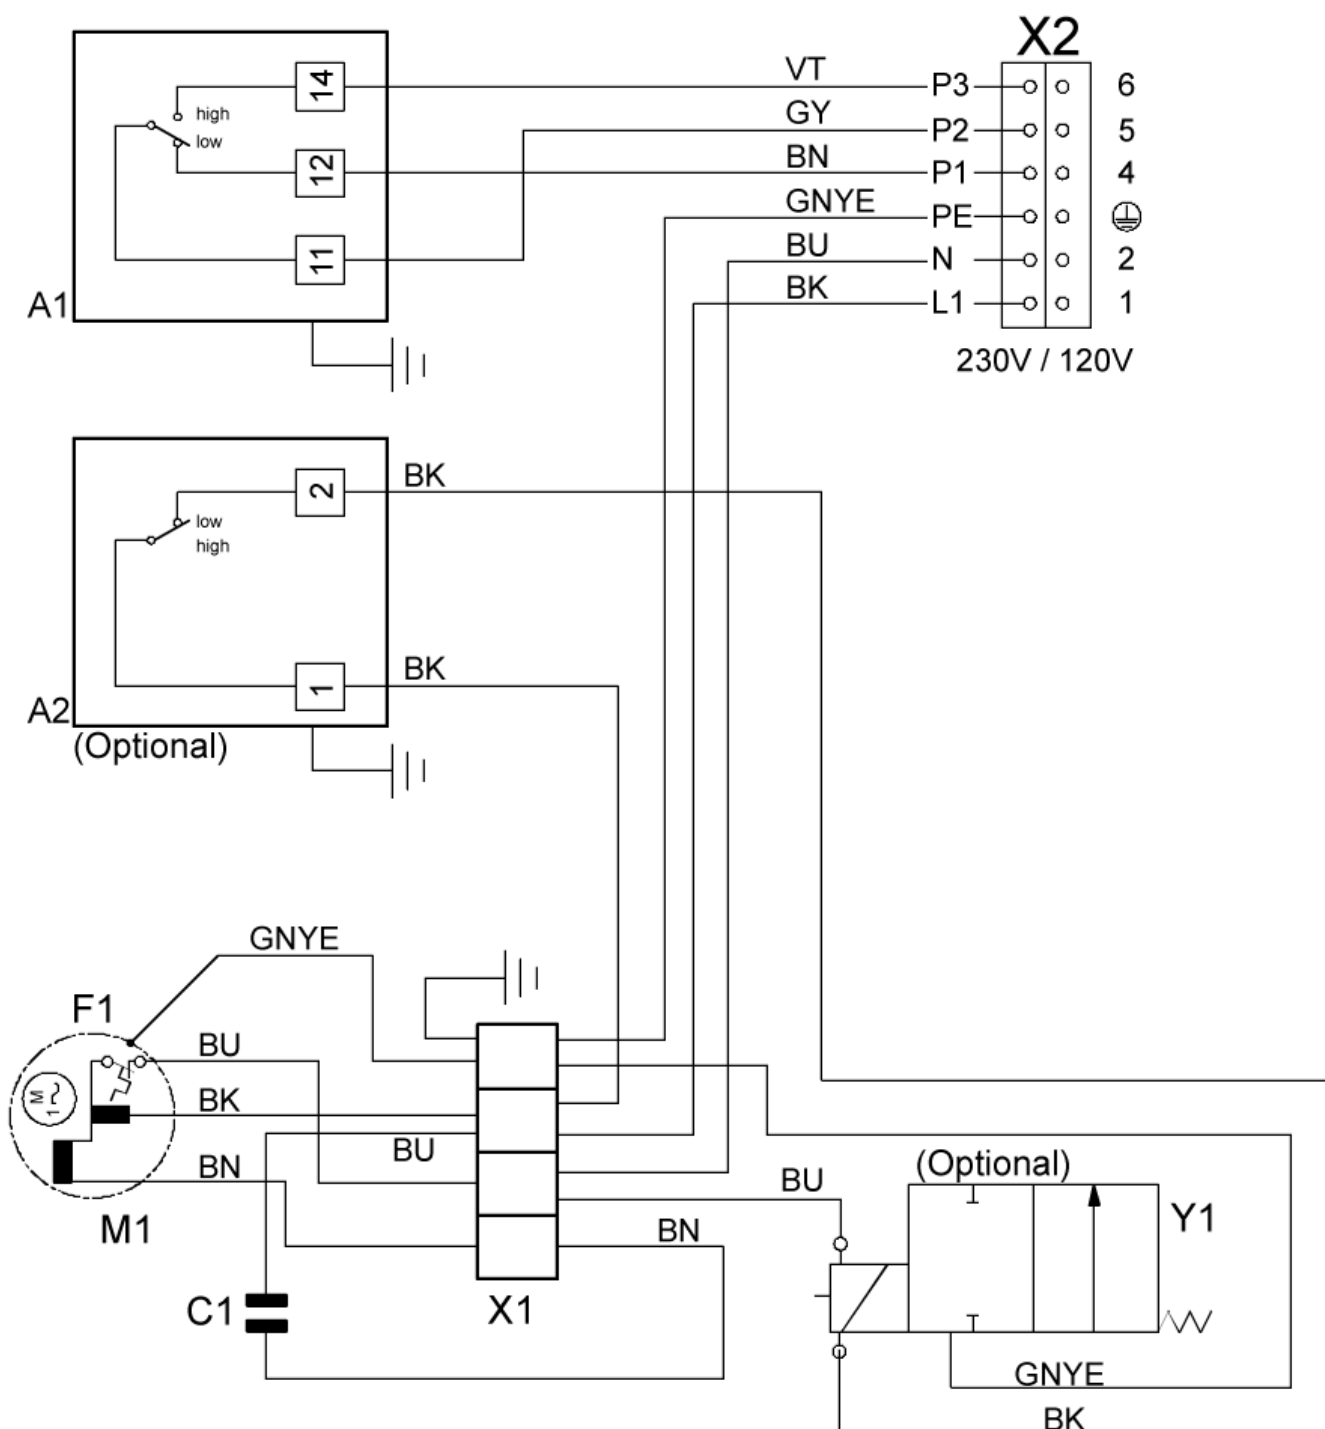 X2
VT P3 6
14
high
GY P2 5
low
BN P1 4
12
GNYE PE
BU N 2
11
BK L1 1
A1
230V / 120V
BK
2
low
high
BK
1
A2
(Optional)
GNYE
F1
BU
M
1
BK
BU
(Optional)
BN
BU
Y1
M1
BN
C1
X1
GNYE
BK